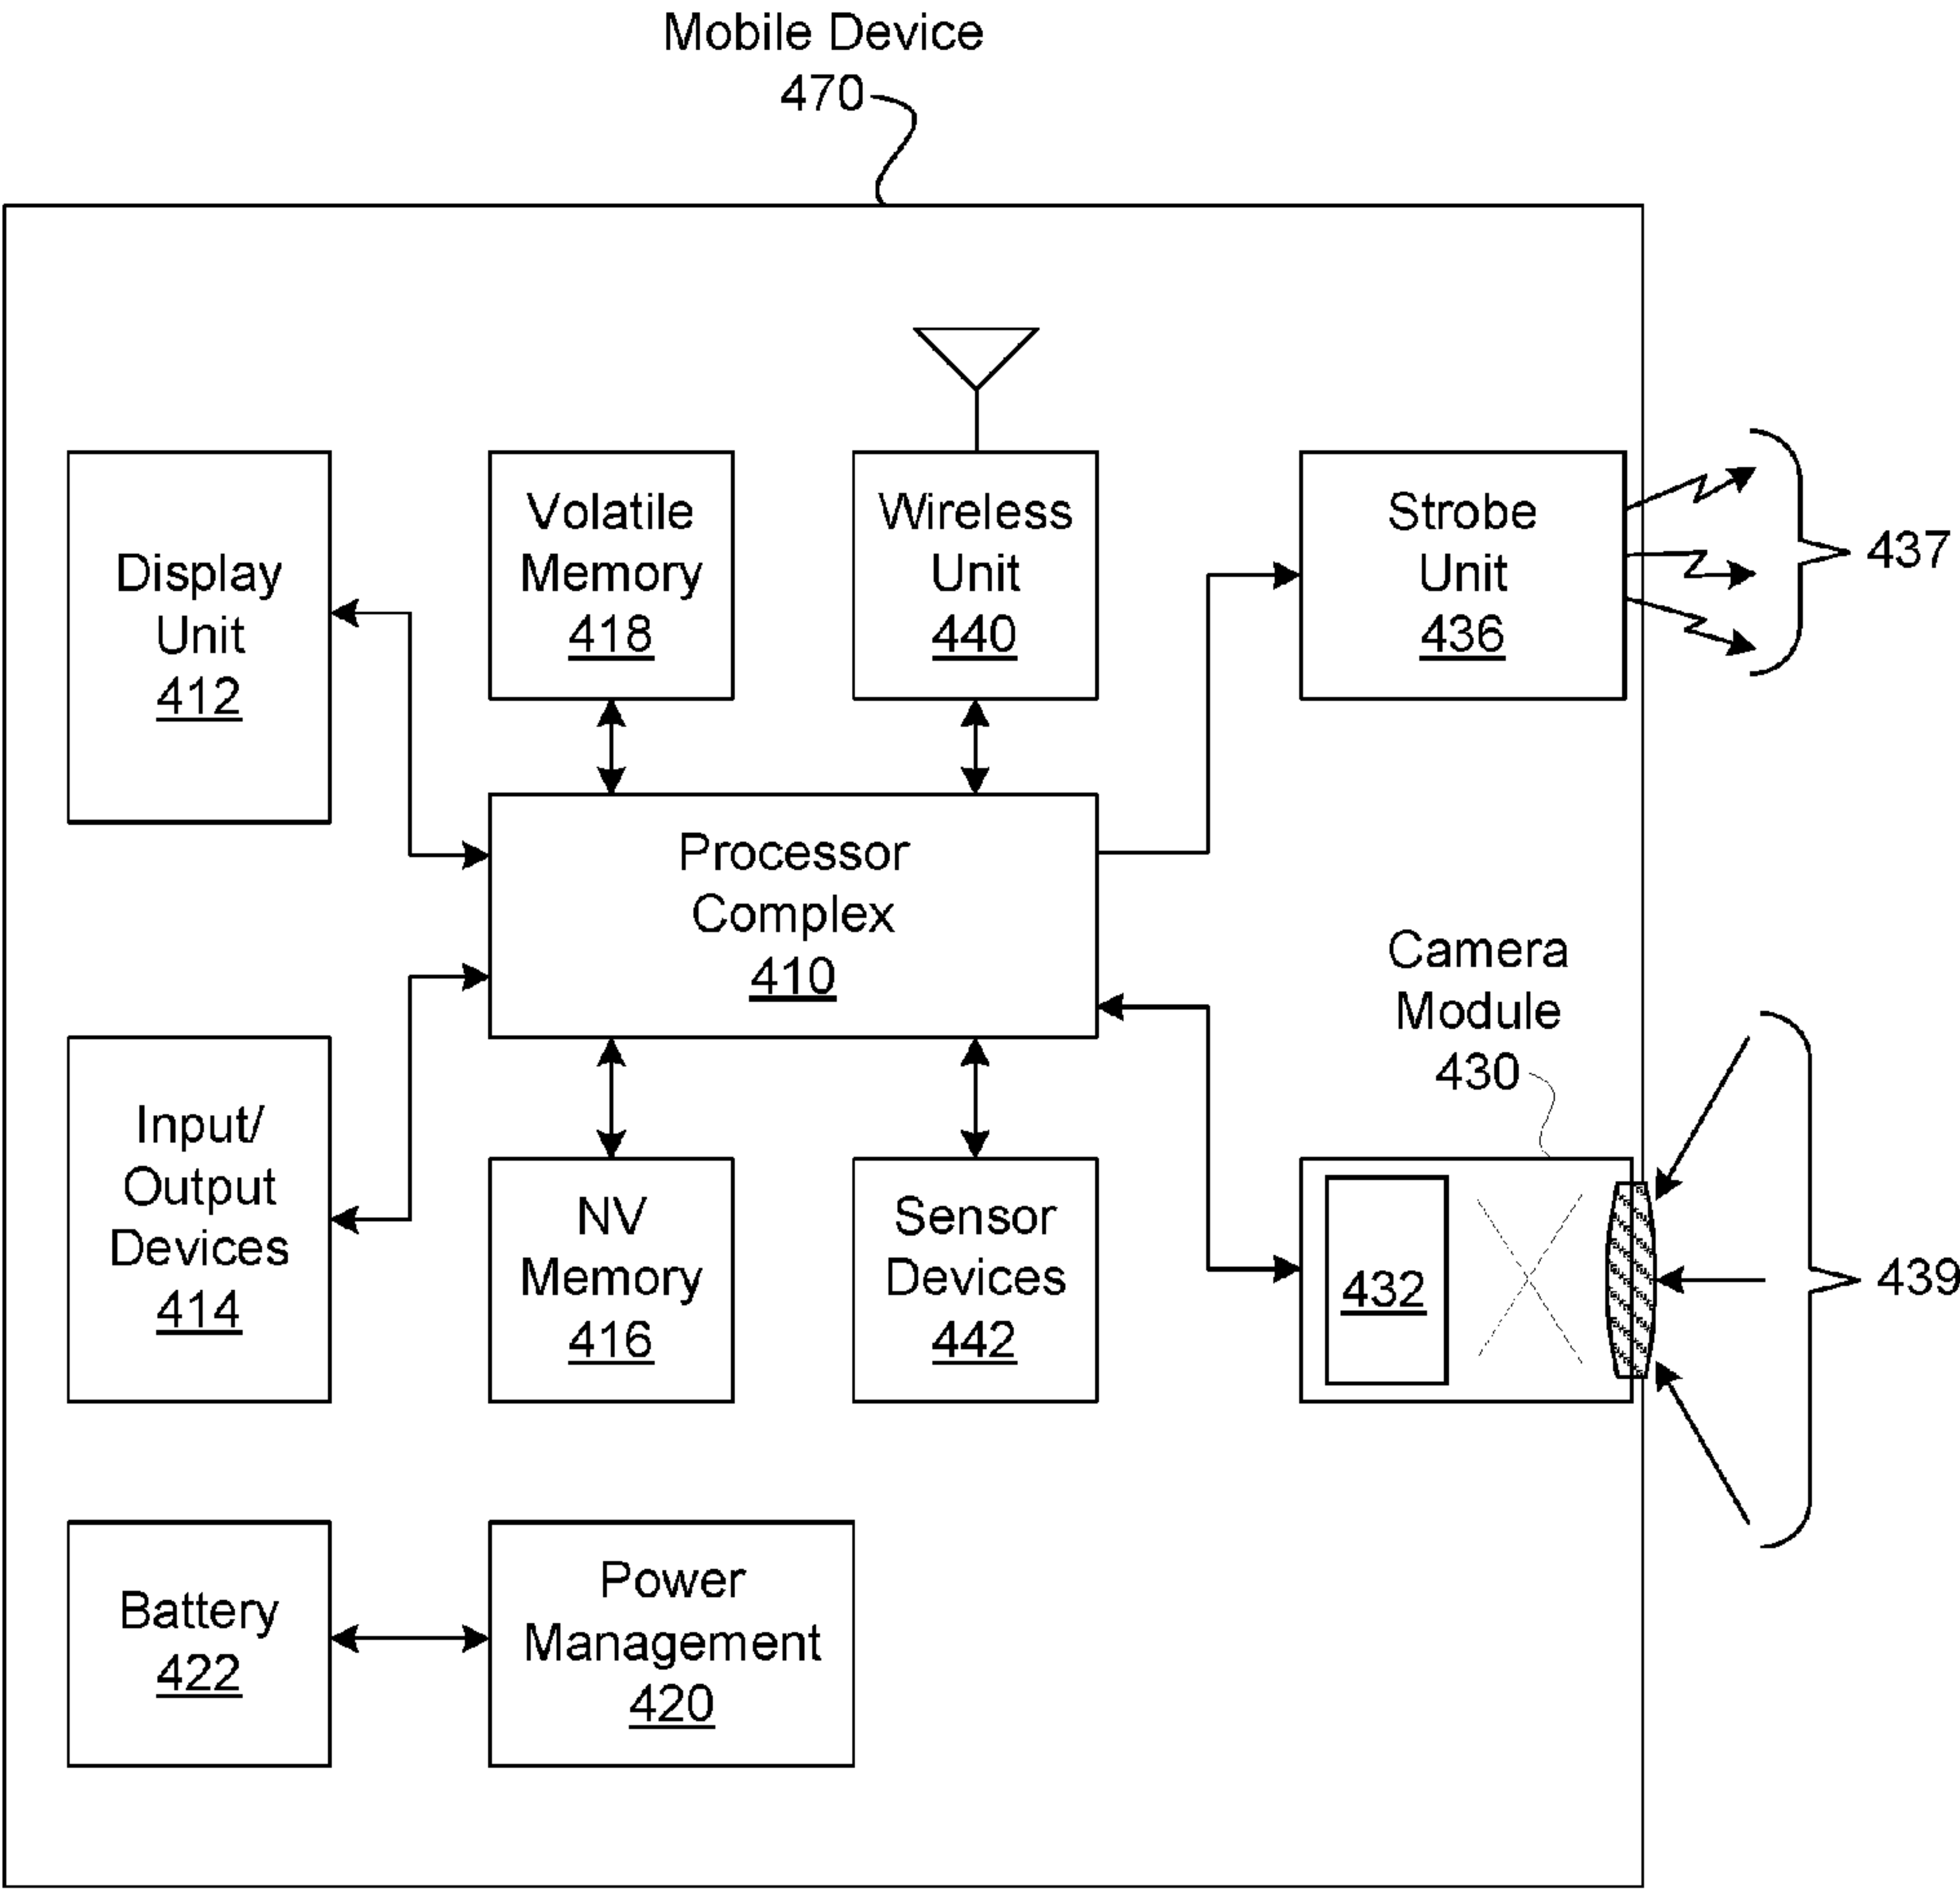 Mobile Device
470
Display
Unit
412
Volatile
Memory
418
Wireless
Unit
440
Strobe
Unit
436
437
Processor
Complex
410
Camera
Module
430
Input/
Output
Devices
414
NV
Memory
416
Sensor
Devices
442
432
439
Battery
422
Power
Management
420